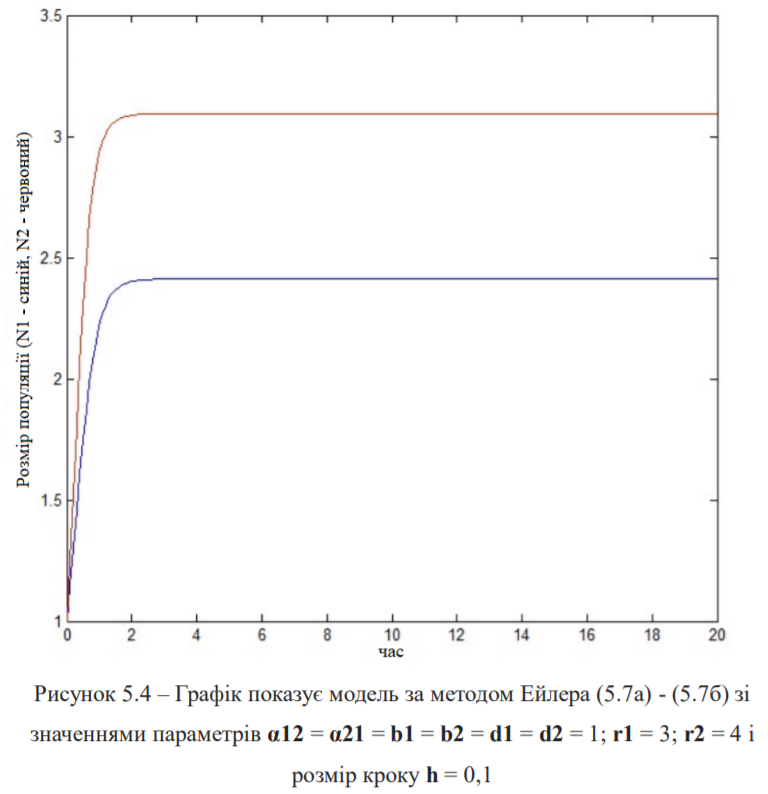 3.5
3
2.5
2
1.5
1
Розмір популяції (N1 - синій, N2 - червоний)
0 2 4 6 8 10 12 14 16 18 20
час
Рисунок 5.4 – Графік показує модель за методом Ейлера (5.7а) - (5.7б) зі
значеннями параметрів α12 = α21 = b1 = b2 = d1 = d2 = 1; r1 = 3; r2 = 4 і
розмір кроку h = 0,1